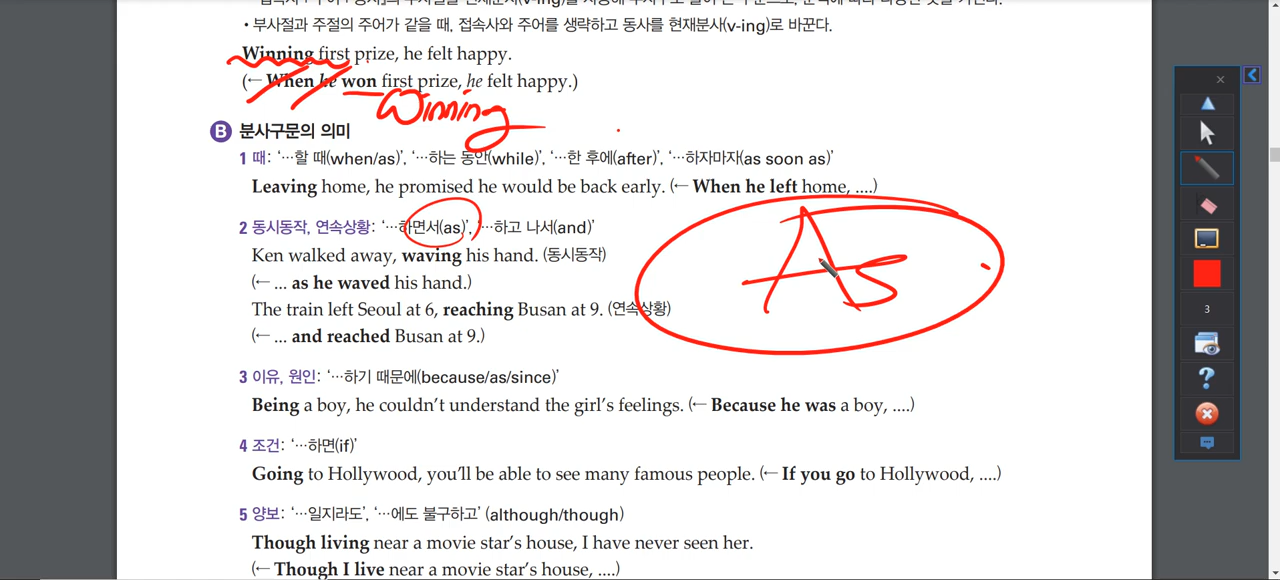 • 부사절과 주절의 주어가 같을 때, 접속사와 주어를 생략하고 동사를 현재분사(v-ing)로 바꾼다.
Winning first prize, he felt happy.
(← When he won first prize, he felt happy.)
Winning
B 분사구문의 의미
1 때: ‘…할 때(when/as)’, ‘…하는 동안(while)’, ‘…한 후에(after)’, ‘…하자마자(as soon as)’
Leaving home, he promised he would be back early. (← When he left home, ....)
2 동시동작, 연속상황: ‘…하면서(as)’, ‘…하고 나서(and)’
As
Ken walked away, waving his hand. (동시동작)
(← ... as he waved his hand.)
The train left Seoul at 6, reaching Busan at 9. (연속상황)
(← ... and reached Busan at 9.)
3 이유, 원인: ‘…하기 때문에(because/as/since)’
Being a boy, he couldn’t understand the girl’s feelings. (← Because he was a boy, ....)
4 조건: ‘…하면(if)’
Going to Hollywood, you’ll be able to see many famous people. (← If you go to Hollywood, ....)
5 양보: ‘…일지라도’, ‘…에도 불구하고’ (although/though)
Though living near a movie star’s house, I have never seen her.
(← Though I live near a movie star’s house, ....)
3